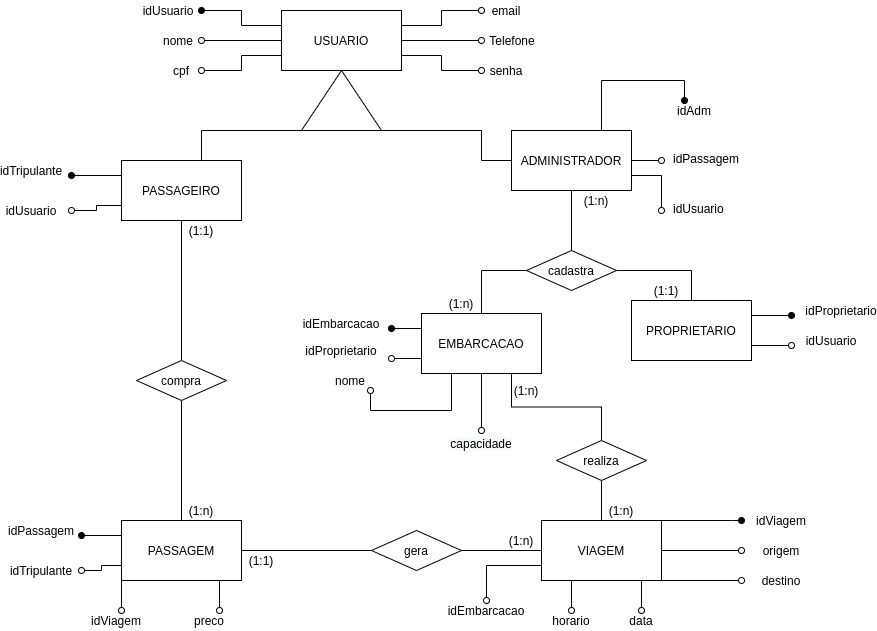 idUsuario
email
nome
USUARIO
Telefone
cpf
senha
idAdm
idTripulante
PASSAGEIRO
ADMINISTRADOR
idPassagem
idUsuario
(1:n)
idUsuario
(1:1)
cadastra
(1:n)
(1:1)
idProprietario
idEmbarcacao
PROPRIETARIO
idProprietario
EMBARCACAO
idUsuario
nome
compra
(1:n)
capacidade
realiza
(1:n)
(1:n)
idPassagem
idViagem
(1:n)
PASSAGEM
gera
VIAGEM
origem
(1:1)
idTripulante
destino
idEmbarcacao
idViagem
preco
horario
data